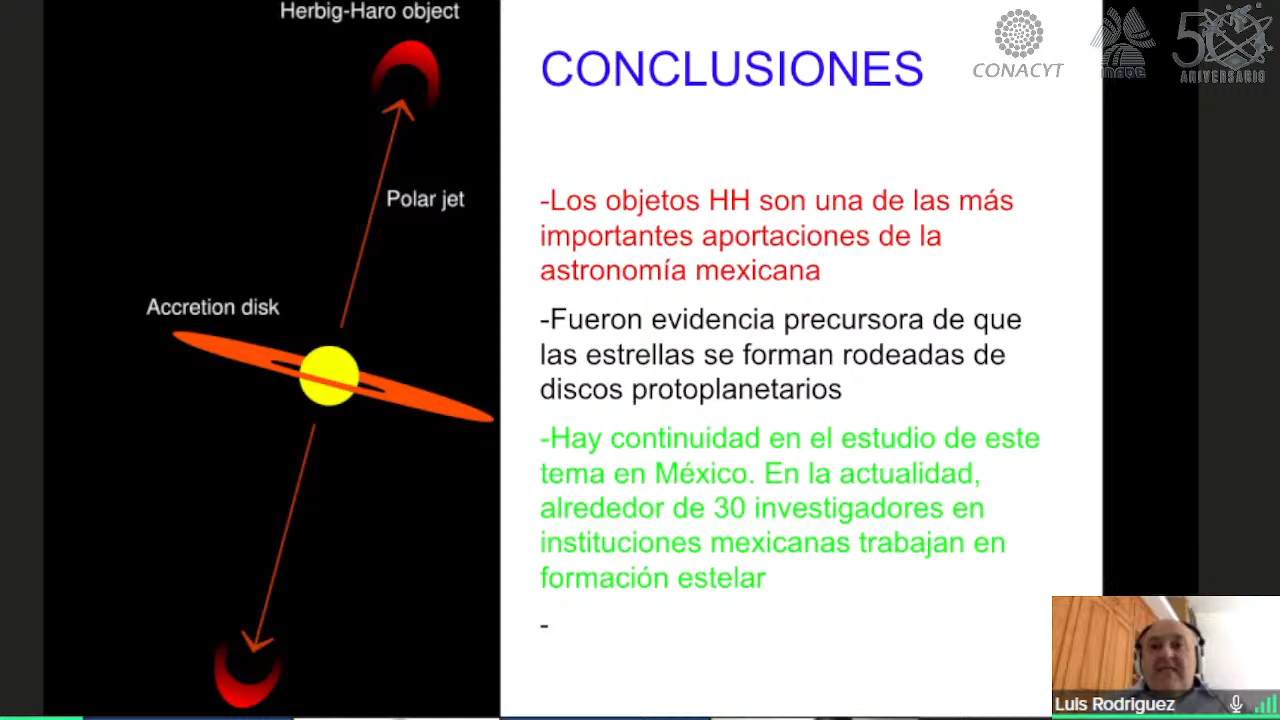 Herbig-Haro object
Polar jet
Accretion disk
CONCLUSIONES
CONACYT
inaoe
50
ANIVERSARIO
-Los objetos HH son una de las más
importantes aportaciones de la
astronomía mexicana
-Fueron evidencia precursora de que
las estrellas se forman rodeadas de
discos protoplanetarios
-Hay continuidad en el estudio de este
tema en México. En la actualidad,
alrededor de 30 investigadores en
instituciones mexicanas trabajan en
formación estelar
-
Luis Rodriguez